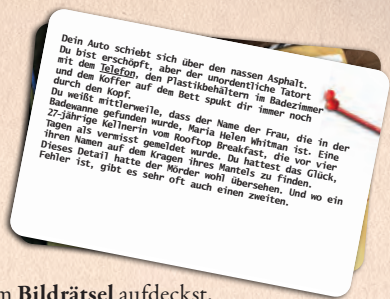 Dein Auto schiebt sich über den nassen Asphalt.
Du bist erschöpft, aber der unordentliche Tatort
mit dem Telefon, den Plastikbehältern im Badezimmer
und dem Koffer auf dem Bett spukt dir immer noch
durch den Kopf.
Du weißt mittlerweile, dass der Name der Frau, die in der
Badewanne gefunden wurde, Maria Helen Whitman ist. Eine
27-jährige Kellnerin vom Rooftop Breakfast, die vor vier
Tagen als vermisst gemeldet wurde. Du hattest das Glück,
ihren Namen auf dem Kragen ihres Mantels zu finden.
Dieses Detail hatte der Mörder wohl übersehen. Und wo ein
Fehler ist, gibt es sehr oft auch einen zweiten.
Bildrätsel aufdeckst.